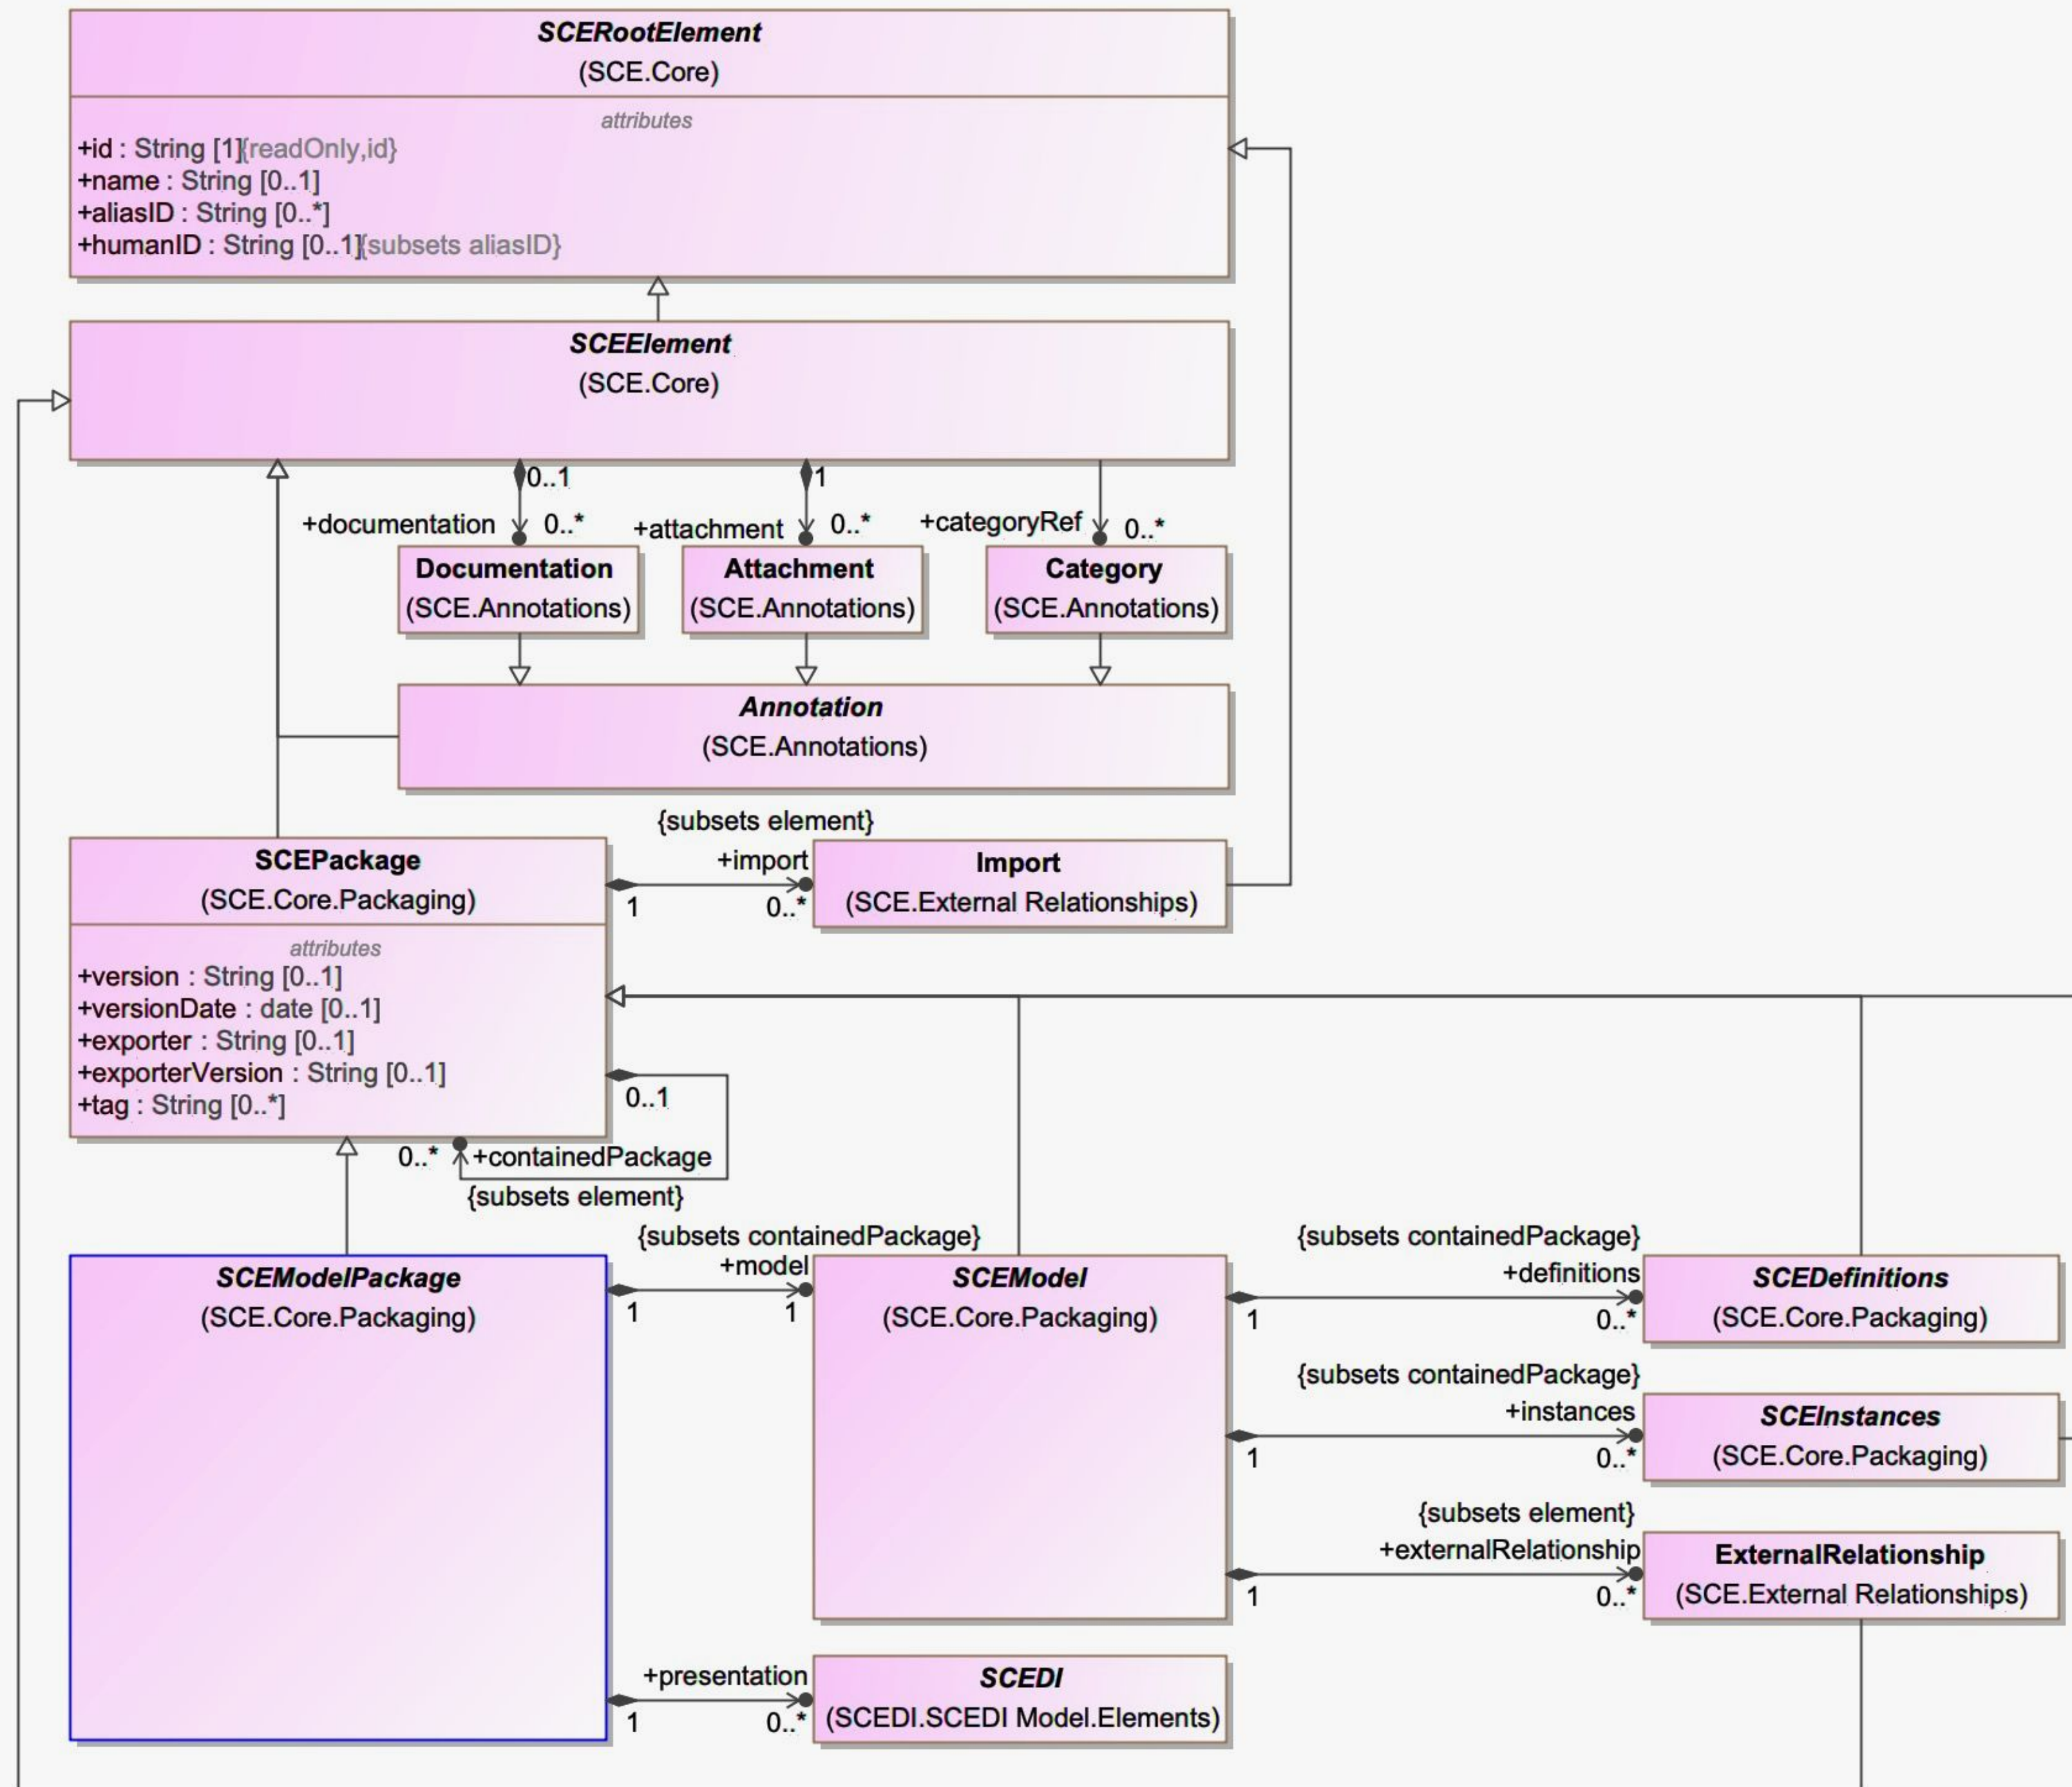 SCERootElement
(SCE.Core)
attributes
+id : String [1]{readOnly,id}
+name : String [0..1]
+aliasID : String [0..*]
+humanID : String [0..1]{subsets aliasID}
SCEElement
(SCE.Core)
0..1
1
+documentation
0..*
+attachment
0..*
+categoryRef
0..*
Documentation
(SCE.Annotations)
Attachment
(SCE.Annotations)
Category
(SCE.Annotations)
Annotation
(SCE.Annotations)
SCEPackage
(SCE.Core.Packaging)
attributes
+version : String [0..1]
+versionDate : date [0..1]
+exporter : String [0..1]
+exporterVersion : String [0..1]
+tag : String [0..*]
{subsets element}
+import
1
0..*
Import
(SCE.External Relationships)
0..1
0..*
+containedPackage
{subsets element}
SCEModelPackage
(SCE.Core.Packaging)
{subsets containedPackage}
+model
1
1
SCEModel
(SCE.Core.Packaging)
{subsets containedPackage}
+definitions
1
0..*
SCEDefinitions
(SCE.Core.Packaging)
{subsets containedPackage}
+instances
1
0..*
SCEInstances
(SCE.Core.Packaging)
{subsets element}
+externalRelationship
1
0..*
ExternalRelationship
(SCE.External Relationships)
+presentation
1
0..*
SCEDI
(SCEDI.SCEDI Model.Elements)